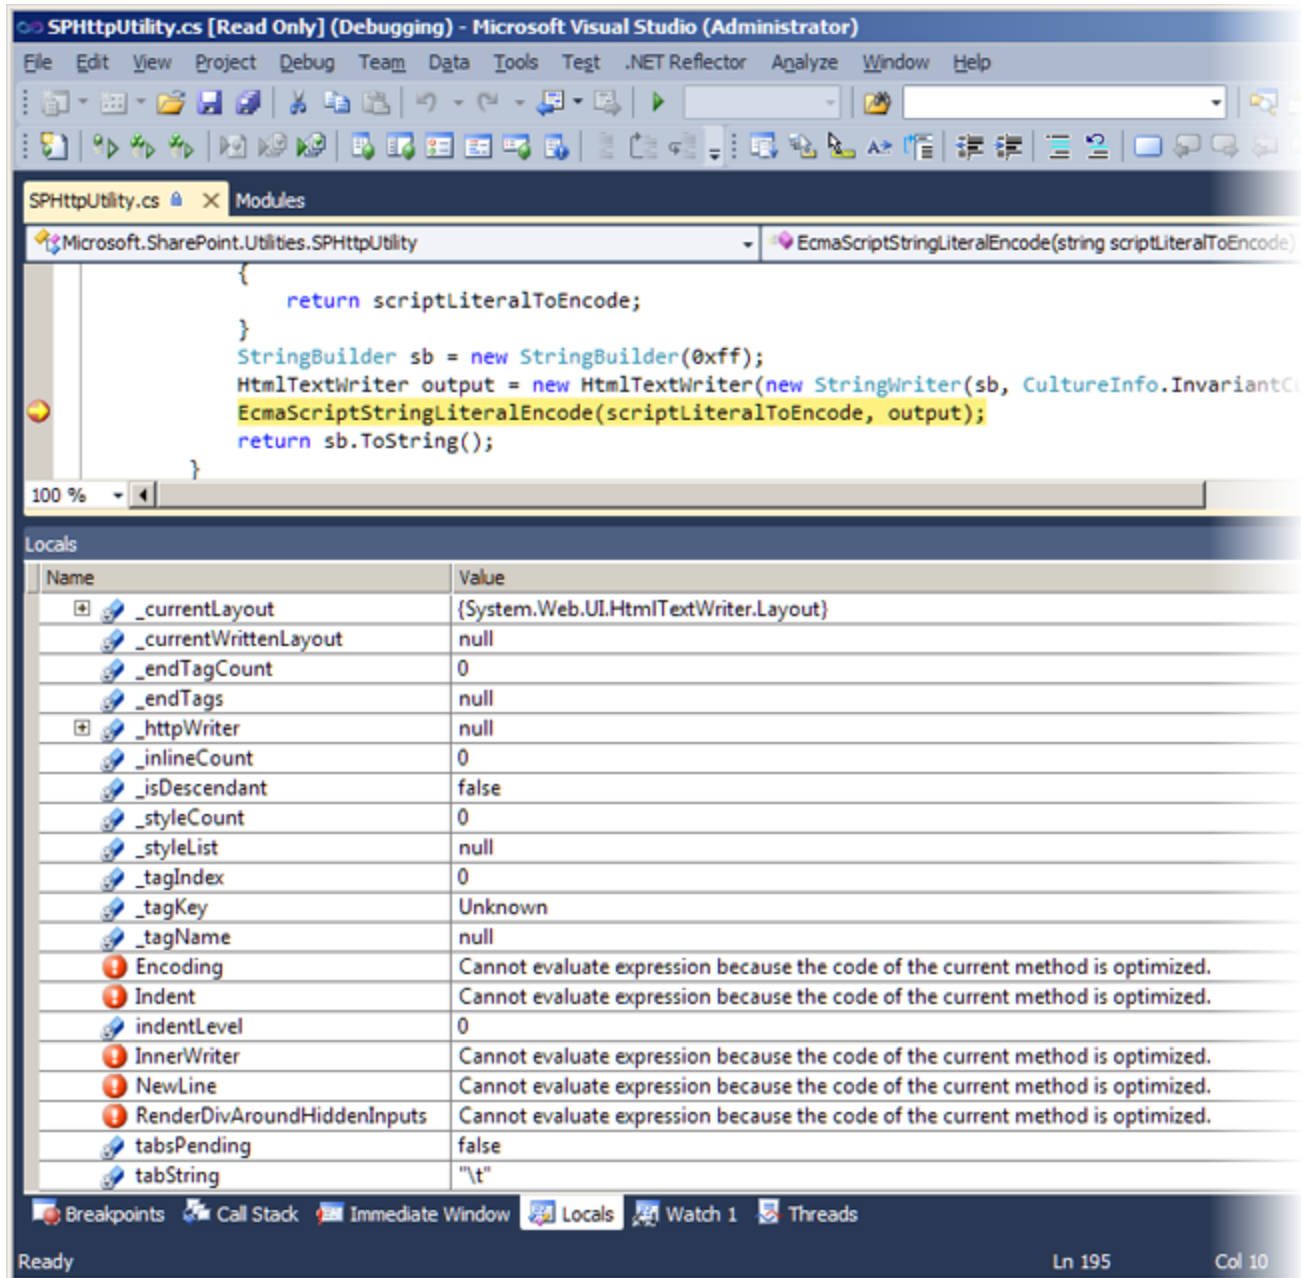 SPHttpUtility.cs [Read Only] (Debugging) - Microsoft Visual Studio (Administrator)
File Edit View Project Debug Team Data Tools Test .NET Reflector Analyze Window Help
SPHttpUtility.cs Modules
Microsoft.SharePoint.Utilities.SPHttpUtility EcmaScriptStringLiteralEncode(string scriptLiteralToEncode)
{
return scriptLiteralToEncode;
}
StringBuilder sb = new StringBuilder(0xff);
HtmlTextWriter output = new HtmlTextWriter(new StringWriter(sb, CultureInfo.InvariantCu
EcmaScriptStringLiteralEncode(scriptLiteralToEncode, output);
return sb.ToString();
}
100 %
Locals
Name Value
_currentLayout {System.Web.UI.HtmlTextWriter.Layout}
_currentWrittenLayout null
_endTagCount 0
_endTags null
_httpWriter null
_inlineCount 0
_isDescendant false
_styleCount 0
_styleList null
_tagIndex 0
_tagKey Unknown
_tagName null
Encoding Cannot evaluate expression because the code of the current method is optimized.
Indent Cannot evaluate expression because the code of the current method is optimized.
indentLevel 0
InnerWriter Cannot evaluate expression because the code of the current method is optimized.
NewLine Cannot evaluate expression because the code of the current method is optimized.
RenderDivAroundHiddenInputs Cannot evaluate expression because the code of the current method is optimized.
tabsPending false
tabString "\t"
Breakpoints Call Stack Immediate Window Locals Watch 1 Threads
Ready Ln 195 Col 10